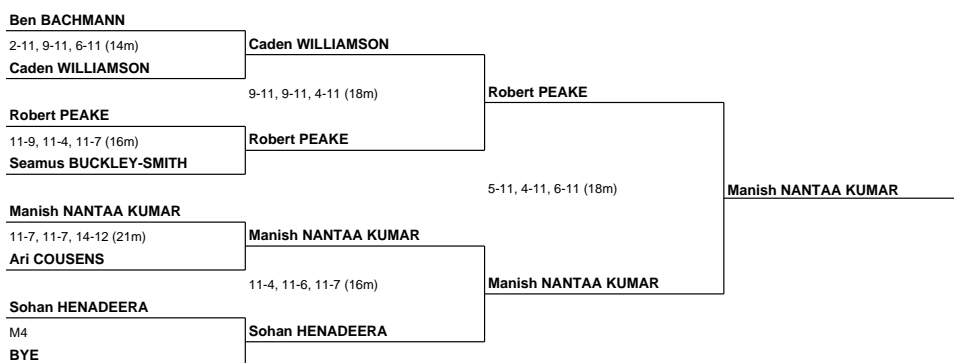 Ben BACHMANN
2-11, 9-11, 6-11 (14m)
Caden WILLIAMSON
Caden WILLIAMSON
9-11, 9-11, 4-11 (18m)
Robert PEAKE
Robert PEAKE
11-9, 11-4, 11-7 (16m)
Robert PEAKE
Seamus BUCKLEY-SMITH
5-11, 4-11, 6-11 (18m)
Manish NANTAA KUMAR
Manish NANTAA KUMAR
11-7, 11-7, 14-12 (21m)
Manish NANTAA KUMAR
Ari COUSENS
11-4, 11-6, 11-7 (16m)
Manish NANTAA KUMAR
Sohan HENADEERA
M4
Sohan HENADEERA
BYE